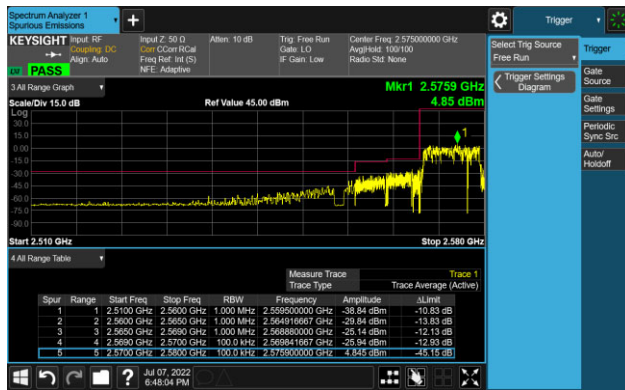 Spectrum Analyzer 1
Spurious Emissions
Trigger
KEYSIGHT
Input: RF
Coupling: DC
Align: Auto
Input Z: 50 Ω
Corr CCorr RCal
Freq Ref: Int (S)
NFE: Adaptive
Atten: 10 dB
Trig: Free Run
Gate: LO
IF Gain: Low
Center Freq: 2.575000000 GHz
Avg|Hold: 100/100
Radio Std: None
PASS
Select Trig Source
Free Run
Trigger Settings
Diagram
Trigger
Gate
Source
Gate
Settings
Periodic
Sync Src
Auto/
Holdoff
3 All Range Graph
Mkr1 2.5759 GHz
Scale/Div 15.0 dB
Ref Value 45.00 dBm
4.85 dBm
Log
30.0
15.0
0.00
-15.0
-30.0
-45.0
-60.0
-75.0
-90.0
1
Start 2.510 GHz
Stop 2.580 GHz
4 All Range Table
Measure Trace Trace 1
Trace Type Trace Average (Active)
Spur Range Start Freq Stop Freq RBW Frequency Amplitude ΔLimit
1 1 2.5100 GHz 2.5600 GHz 1.000 MHz 2.559500000 GHz -38.84 dBm -10.83 dB
2 2 2.5600 GHz 2.5650 GHz 1.000 MHz 2.564916667 GHz -29.84 dBm -13.83 dB
3 3 2.5650 GHz 2.5690 GHz 1.000 MHz 2.568880000 GHz -25.14 dBm -12.13 dB
4 4 2.5690 GHz 2.5700 GHz 100.0 kHz 2.569841667 GHz -25.94 dBm -12.93 dB
5 5 2.5700 GHz 2.5800 GHz 100.0 kHz 2.575900000 GHz 4.845 dBm -45.15 dB
?
Jul 07, 2022
6:48:04 PM